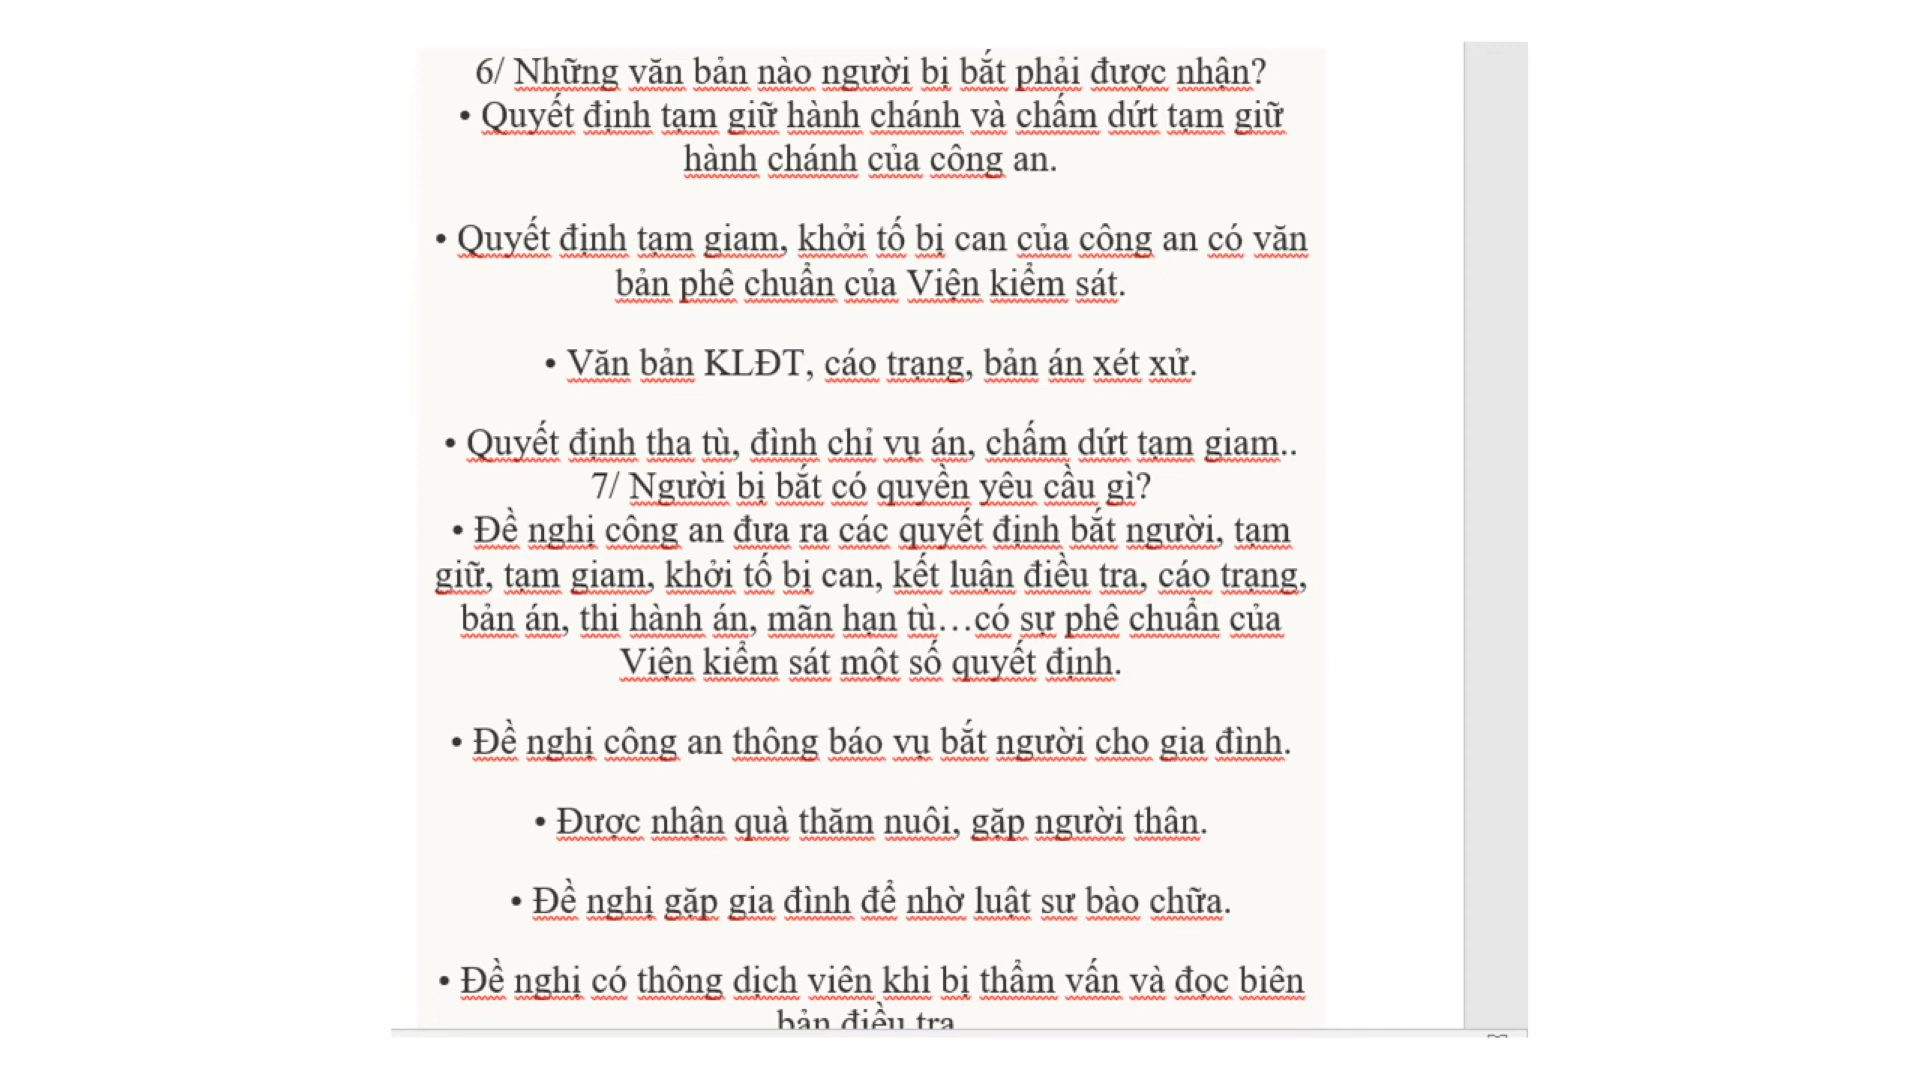 6/ Những văn bản nào người bị bắt phải được nhận?
• Quyết định tạm giữ hành chánh và chấm dứt tạm giữ
hành chánh của công an.
• Quyết định tạm giam, khởi tố bị can của công an có văn
bản phê chuẩn của Viện kiểm sát.
• Văn bản KLĐT, cáo trạng, bản án xét xử.
• Quyết định tha tù, đình chỉ vụ án, chấm dứt tạm giam..
7/ Người bị bắt có quyền yêu cầu gì?
• Đề nghị công an đưa ra các quyết định bắt người, tạm
giữ, tạm giam, khởi tố bị can, kết luận điều tra, cáo trạng,
bản án, thi hành án, mãn hạn tù…có sự phê chuẩn của
Viện kiểm sát một số quyết định.
• Đề nghị công an thông báo vụ bắt người cho gia đình.
• Được nhận quà thăm nuôi, gặp người thân.
• Đề nghị gặp gia đình để nhờ luật sư bào chữa.
• Đề nghị có thông dịch viên khi bị thẩm vấn và đọc biên
bản điều tra